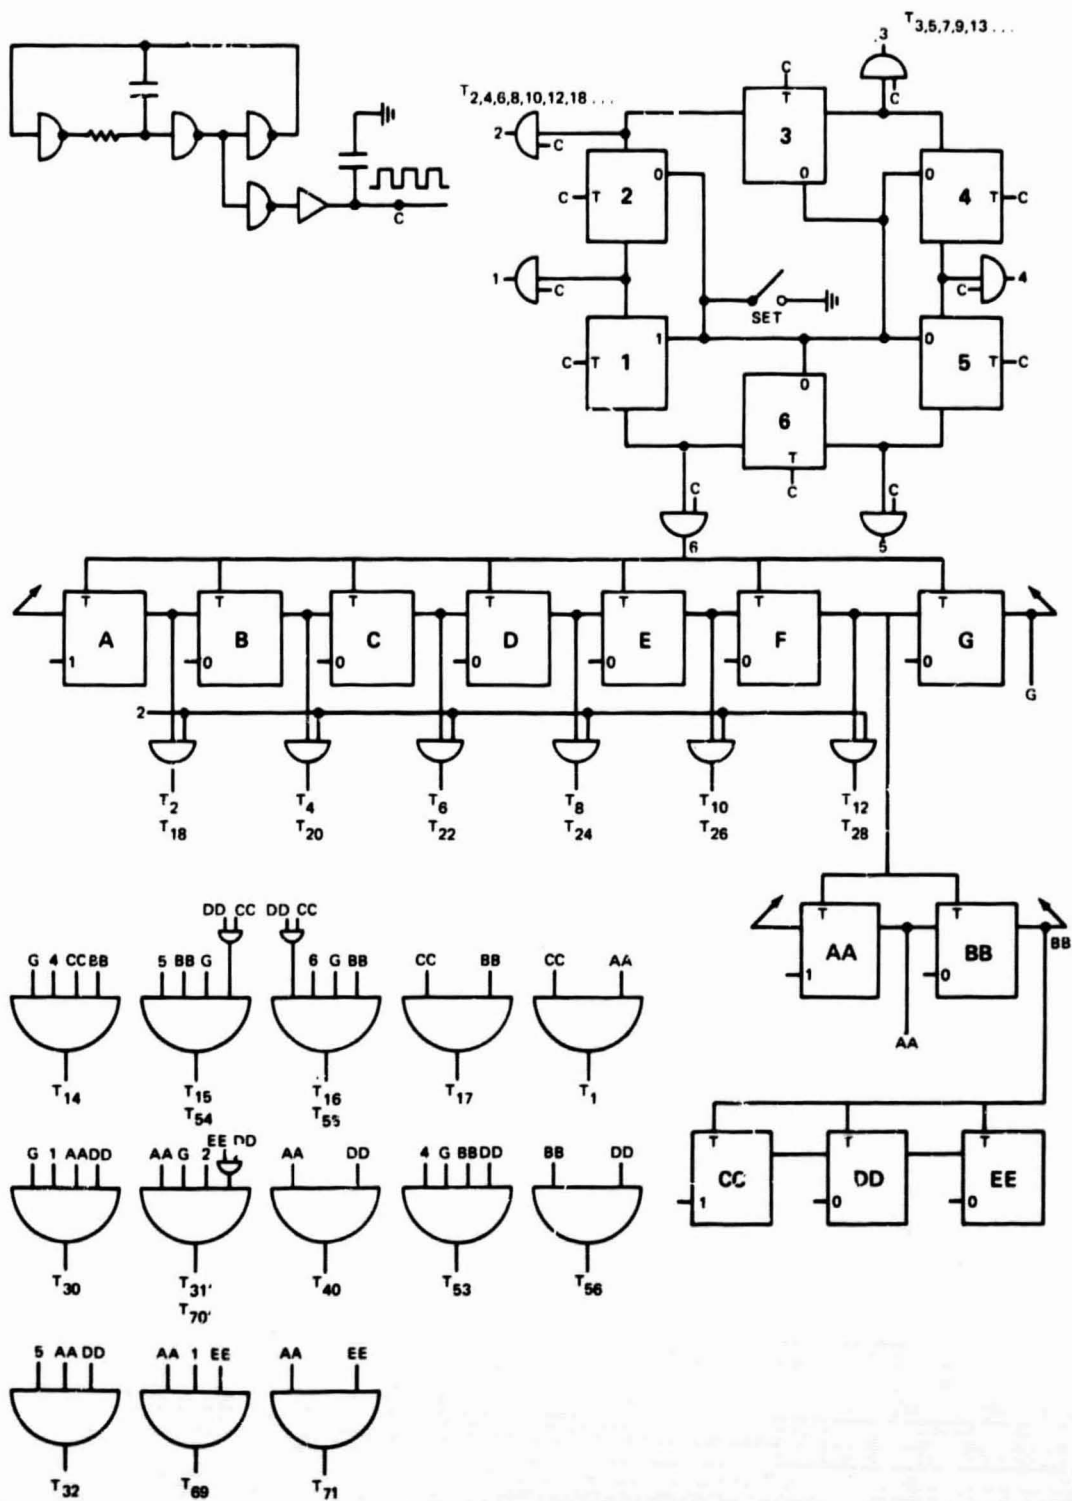 T3,5,7,9,13 ...
3
C
C
T2,4,6,8,10,12,18 ...
T
2
C
3
0
0
0
C T 2
4 T C
1
C
C
4
SET
1
0
C T 1
0
5 T C
6
T
C
C
C
6
5
T T T T T T T
A B C D E F G
1 0 0 0 0 0 0
G
2
T2 T4 T6 T8 T10 T12
T18 T20 T22 T24 T26 T28
DD CC DD CC
T T
BB
G 4 CC BB 5 BB G 6 G BB CC BB CC AA
AA BB
1 0
AA
T14 T15 T16 T17 T1
T54 T55
T T T
G 1 AA DD AA G 2 EE DD AA DD 4 G BB DD BB DD
CC DD EE
1 0 0
T30 T31' T40 T53 T56
T70'
5 AA DD AA 1 EE AA EE
T32 T69 T71